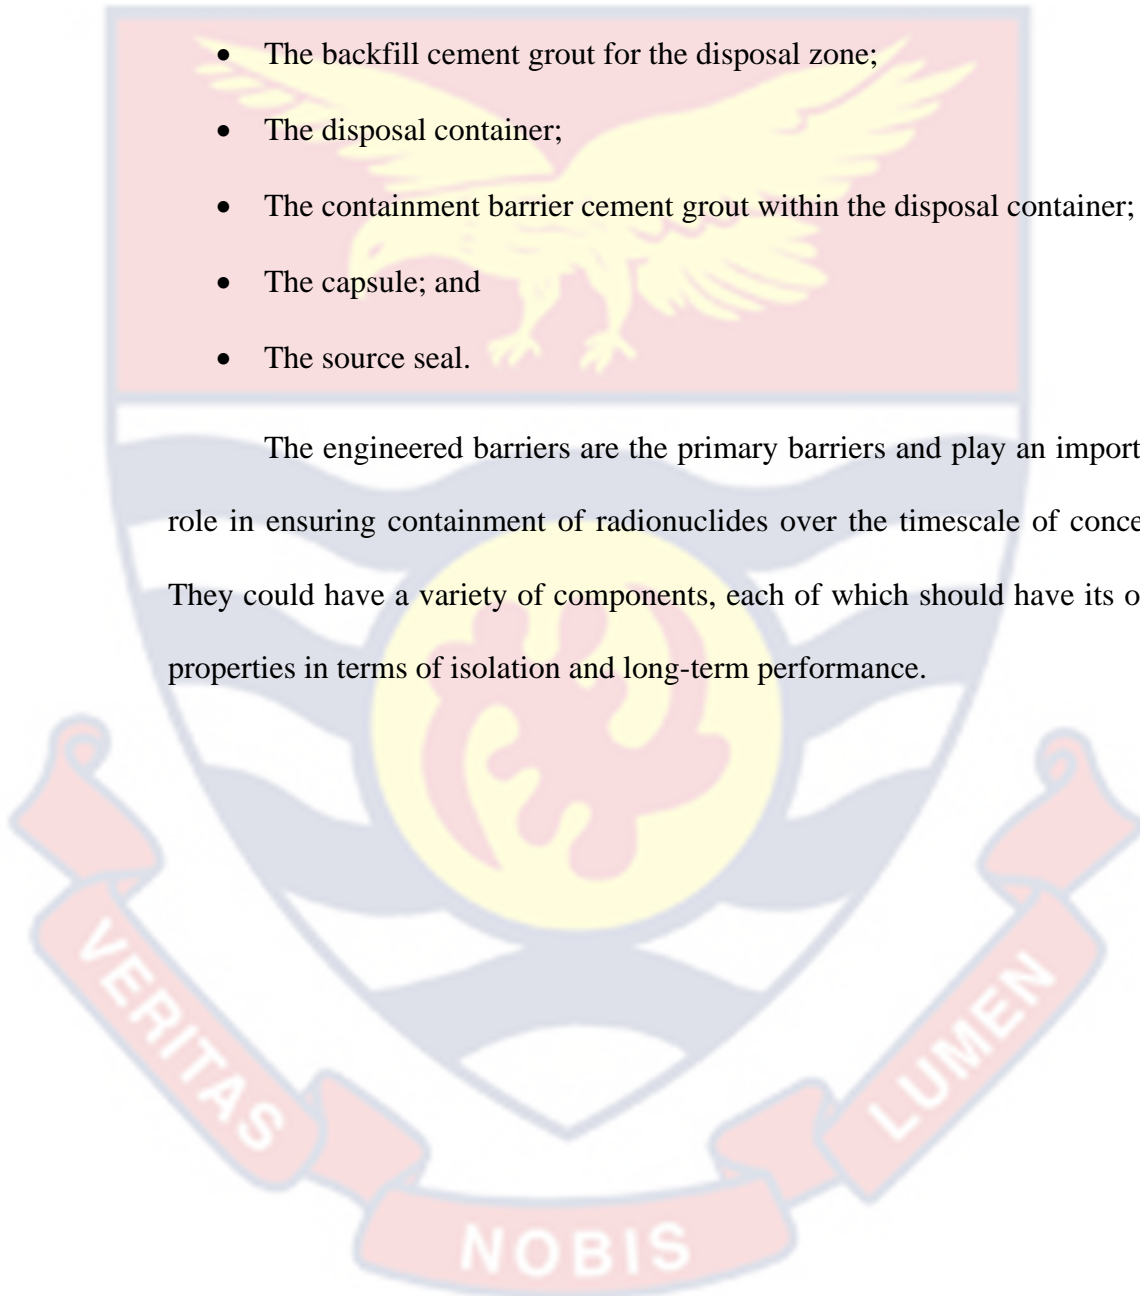 • The backfill cement grout for the disposal zone;
• The disposal container;
• The containment barrier cement grout within the disposal container;
• The capsule; and
• The source seal.
The engineered barriers are the primary barriers and play an import
role in ensuring containment of radionuclides over the timescale of conce
They could have a variety of components, each of which should have its o
properties in terms of isolation and long-term performance.
VERITAS
NOBIS
LUMEN